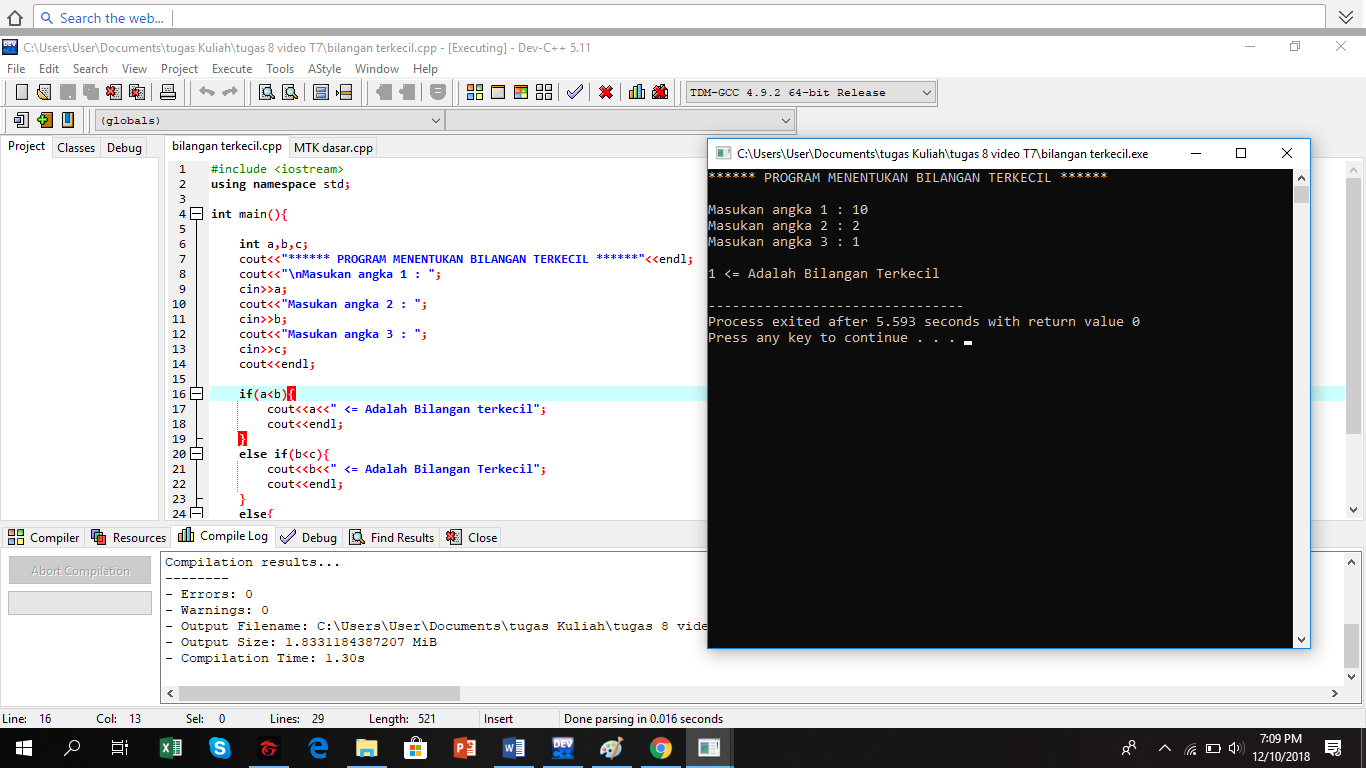 Search the web...
C:\Users\User\Documents\tugas Kuliah\tugas 8 video T7\bilangan terkecil.cpp - [Executing] - Dev-C++ 5.11
File Edit Search View Project Execute Tools AStyle Window Help
TDM-GCC 4.9.2 64-bit Release
(globals)
Project Classes Debug
bilangan terkecil.cpp MTK dasar.cpp
1 #include <iostream>
2 using namespace std;
3
4 int main(){
5
6 int a,b,c;
7 cout<<"****** PROGRAM MENENTUKAN BILANGAN TERKECIL ******"<<endl;
8 cout<<"\nMasukan angka 1 : ";
9 cin>>a;
10 cout<<"Masukan angka 2 : ";
11 cin>>b;
12 cout<<"Masukan angka 3 : ";
13 cin>>c;
14 cout<<endl;
15
16 if(a<b){
17 cout<<a<<" <= Adalah Bilangan terkecil";
18 cout<<endl;
19 }
20 else if(b<c){
21 cout<<b<<" <= Adalah Bilangan Terkecil";
22 cout<<endl;
23 }
24 else{
C:\Users\User\Documents\tugas Kuliah\tugas 8 video T7\bilangan terkecil.exe
****** PROGRAM MENENTUKAN BILANGAN TERKECIL ******
Masukan angka 1 : 10
Masukan angka 2 : 2
Masukan angka 3 : 1
1 <= Adalah Bilangan Terkecil
--------------------------------
Process exited after 5.593 seconds with return value 0
Press any key to continue . . .
Compiler Resources Compile Log Debug Find Results Close
Abort Compilation
Compilation results...
--------
- Errors: 0
- Warnings: 0
- Output Filename: C:\Users\User\Documents\tugas Kuliah\tugas 8 vide
- Output Size: 1.8331184387207 MiB
- Compilation Time: 1.30s
Line: 16 Col: 13 Sel: 0 Lines: 29 Length: 521 Insert Done parsing in 0.016 seconds
7:09 PM
12/10/2018